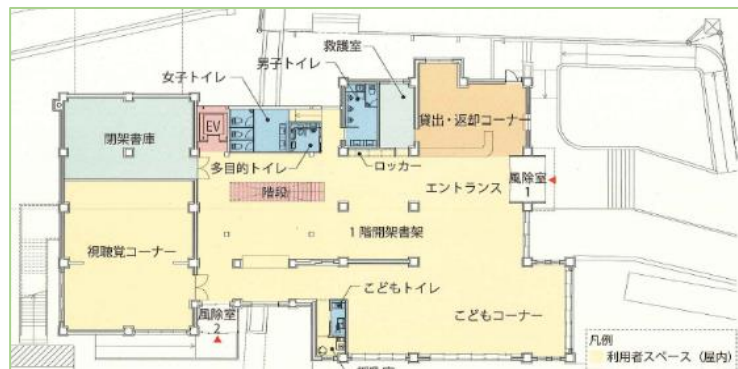 救護室
男子トイレ
女子トイレ
閉架書庫
EV
貸出・返却コーナー
多目的トイレ
ロッカー
エントランス
風除室
1
階段
1階開架書架
視聴覚コーナー
こどもトイレ
こどもコーナー
風除室
2
凡例
利用者スペース（屋内）